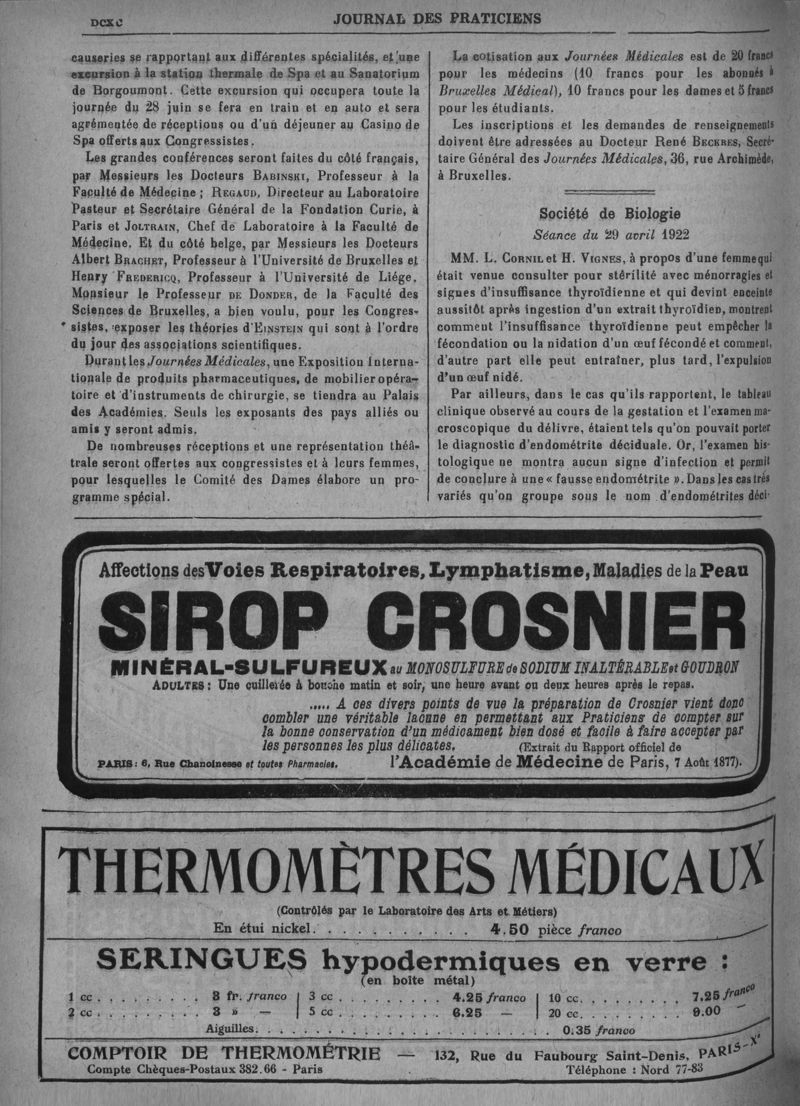 DCXC
JOURNAL DES PRATICIENS
causeries se rapportant aux différentes spécialités, et une
excursion à la station thermale de Spa et au Sanatorium
de Borgoumont. Cette excursion qui occupera toute la
journée du 28 juin se fera en train et en auto et sera
agrémentée de réceptions ou d'un déjeuner au Casino de
Spa offerts aux Congressistes.
Les grandes conférences seront faites du côté français,
par Messieurs les Docteurs BABINSKI, Professeur à la
Faculté de Médecine ; REGAUD, Directeur au Laboratoire
Pasteur et Secrétaire Général de la Fondation Curie, à
Paris et JOLTRAIN, Chef de Laboratoire à la Faculté de
Médecine. Et du côté belge, par Messieurs les Docteurs
Albert BRACHET, Professeur à l'Université de Bruxelles et
Henry FREDERICQ, Professeur à l'Université de Liége.
Monsieur le Professeur DE DONDER, de la Faculté des
Sciences de Bruxelles, a bien voulu, pour les Congres-
sistes, exposer les théories d'EINSTEIN qui sont à l'ordre
du jour des associations scientifiques.
Durant les Journées Médicales, une Exposition Interna-
tionale de produits pharmaceutiques, de mobilier opéra-
toire et d'instruments de chirurgie, se tiendra au Palais
des Académies. Seuls les exposants des pays alliés ou
amis y seront admis.
De nombreuses réceptions et une représentation théâ-
trale seront offertes aux congressistes et à leurs femmes,
pour lesquelles le Comité des Dames élabore un pro-
gramme spécial.
La cotisation aux Journées Médicales est de 20 francs
pour les médecins (10 francs pour les abonnés à
Bruxelles Médical), 10 francs pour les dames et 5 francs
pour les étudiants.
Les inscriptions et les demandes de renseignements
doivent être adressées au Docteur René BECKERS, Secré-
taire Général des Journées Médicales, 36, rue Archimède,
à Bruxelles.
Société de Biologie
Séance du 29 avril 1922
MM. L. CORNIL et H. VIGNES, à propos d'une femme qui
était venue consulter pour stérilité avec ménorragies et
signes d'insuffisance thyroïdienne et qui devint enceinte
aussitôt après ingestion d'un extrait thyroïdien, montrent
comment l'insuffisance thyroïdienne peut empêcher la
fécondation ou la nidation d'un œuf fécondé et comment,
d'autre part elle peut entraîner, plus tard, l'expulsion
d'un œuf nidé.
Par ailleurs, dans le cas qu'ils rapportent, le tableau
clinique observé au cours de la gestation et l'examen ma-
croscopique du délivre, étaient tels qu'on pouvait porter
le diagnostic d'endométrite déciduale. Or, l'examen his-
tologique ne montra aucun signe d'infection et permit
de conclure à une « fausse endométrite ». Dans les cas très
variés qu'on groupe sous le nom d'endométrites déci-
Affections des Voies Respiratoires, Lymphatisme, Maladies de la Peau
SIROP CROSNIER
MINÉRAL-SULFUREUX au MONOSULFURE de SODIUM INALTÉRABLE et GOUDRON
ADULTES : Une cuillerée à bouche matin et soir, une heure avant ou deux heures après le repas.
..... A ces divers points de vue la préparation de Crosnier vient donc
combler une véritable lacune en permettant aux Praticiens de compter sur
la bonne conservation d'un médicament bien dosé et facile à faire accepter par
les personnes les plus délicates. (Extrait du Rapport officiel de
PARIS : 6, Rue Chanoinesse et toutes Pharmacies. l'Académie de Médecine de Paris, 7 Août 1877).
THERMOMÈTRES MÉDICAUX
(Contrôlés par le Laboratoire des Arts et Métiers)
En étui nickel. . . . . . . . . . . 4.50 pièce franco
SERINGUES hypodermiques en verre :
(en boîte métal)
1 cc . . . . . . . . . 3 fr. franco | 3 cc . . . . . . . . . 4.25 franco | 10 cc. . . . . . . . . 7.25 franco
2 cc . . . . . . . . . 3 » — | 5 cc . . . . . . . . . 6.25 — | 20 cc. . . . . . . . . 9.00 —
Aiguilles. . . . . . . . . . . . . . . . . . . . . . . . . . 0.35 franco
COMPTOIR DE THERMOMÉTRIE — 132, Rue du Faubourg Saint-Denis, PARIS-Xe
Compte Chèques-Postaux 382.66 - Paris Téléphone : Nord 77-83